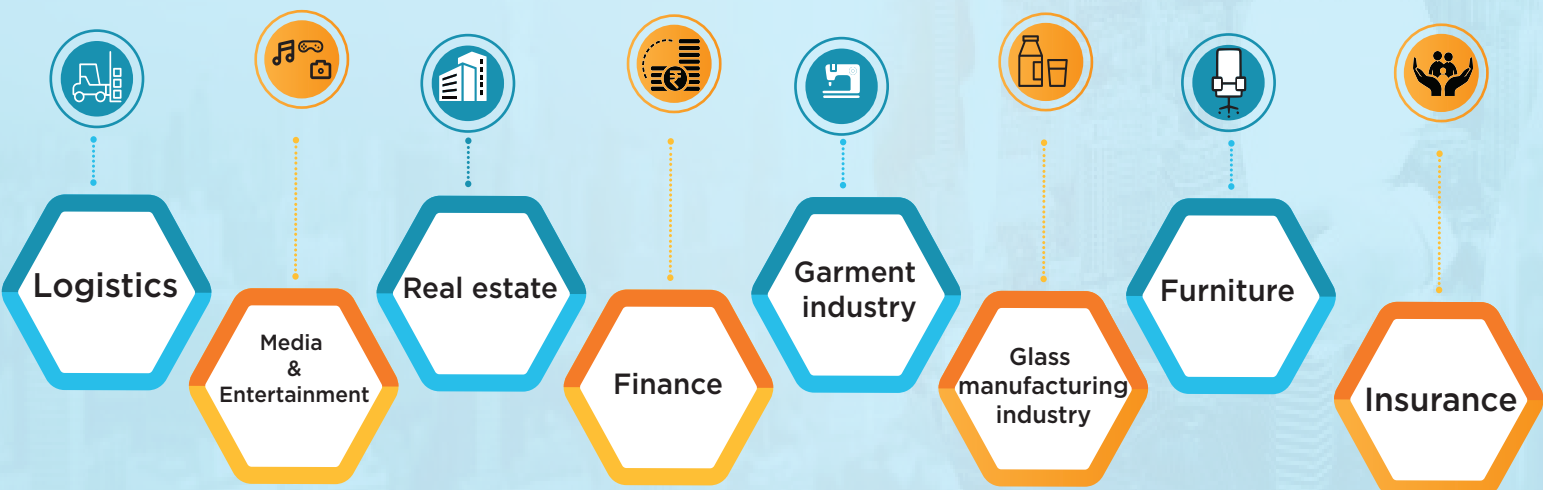 Logistics
Media
&
Entertainment
Real estate
Finance
Garment
industry
Glass
manufacturing
industry
Furniture
Insurance